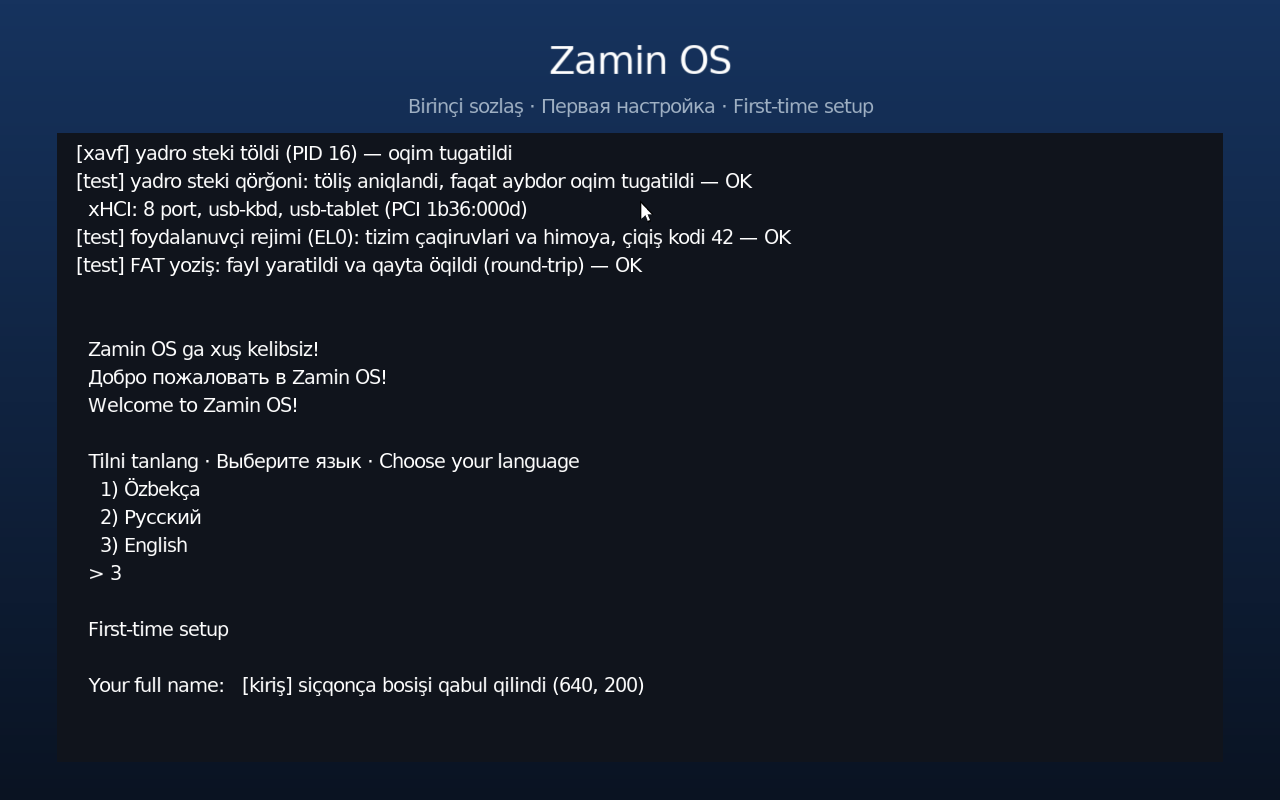 Zamin OS
Birinçi sozlaş · Первая настройка · First-time setup
[xavf] yadro steki töldi (PID 16) — oqim tugatildi
[test] yadro steki qörğoni: töliş aniqlandi, faqat aybdor oqim tugatildi — OK
xHCI: 8 port, usb-kbd, usb-tablet (PCI 1b36:000d)
[test] foydalanuvçi rejimi (EL0): tizim çaqiruvlari va himoya, çiqiş kodi 42 — OK
[test] FAT yoziş: fayl yaratildi va qayta öqildi (round-trip) — OK
Zamin OS ga xuş kelibsiz!
Добро пожаловать в Zamin OS!
Welcome to Zamin OS!
Tilni tanlang · Выберите язык · Choose your language
1) Özbekça
2) Русский
3) English
> 3
First-time setup
Your full name:   [kiriş] siçqonça bosişi qabul qilindi (640, 200)